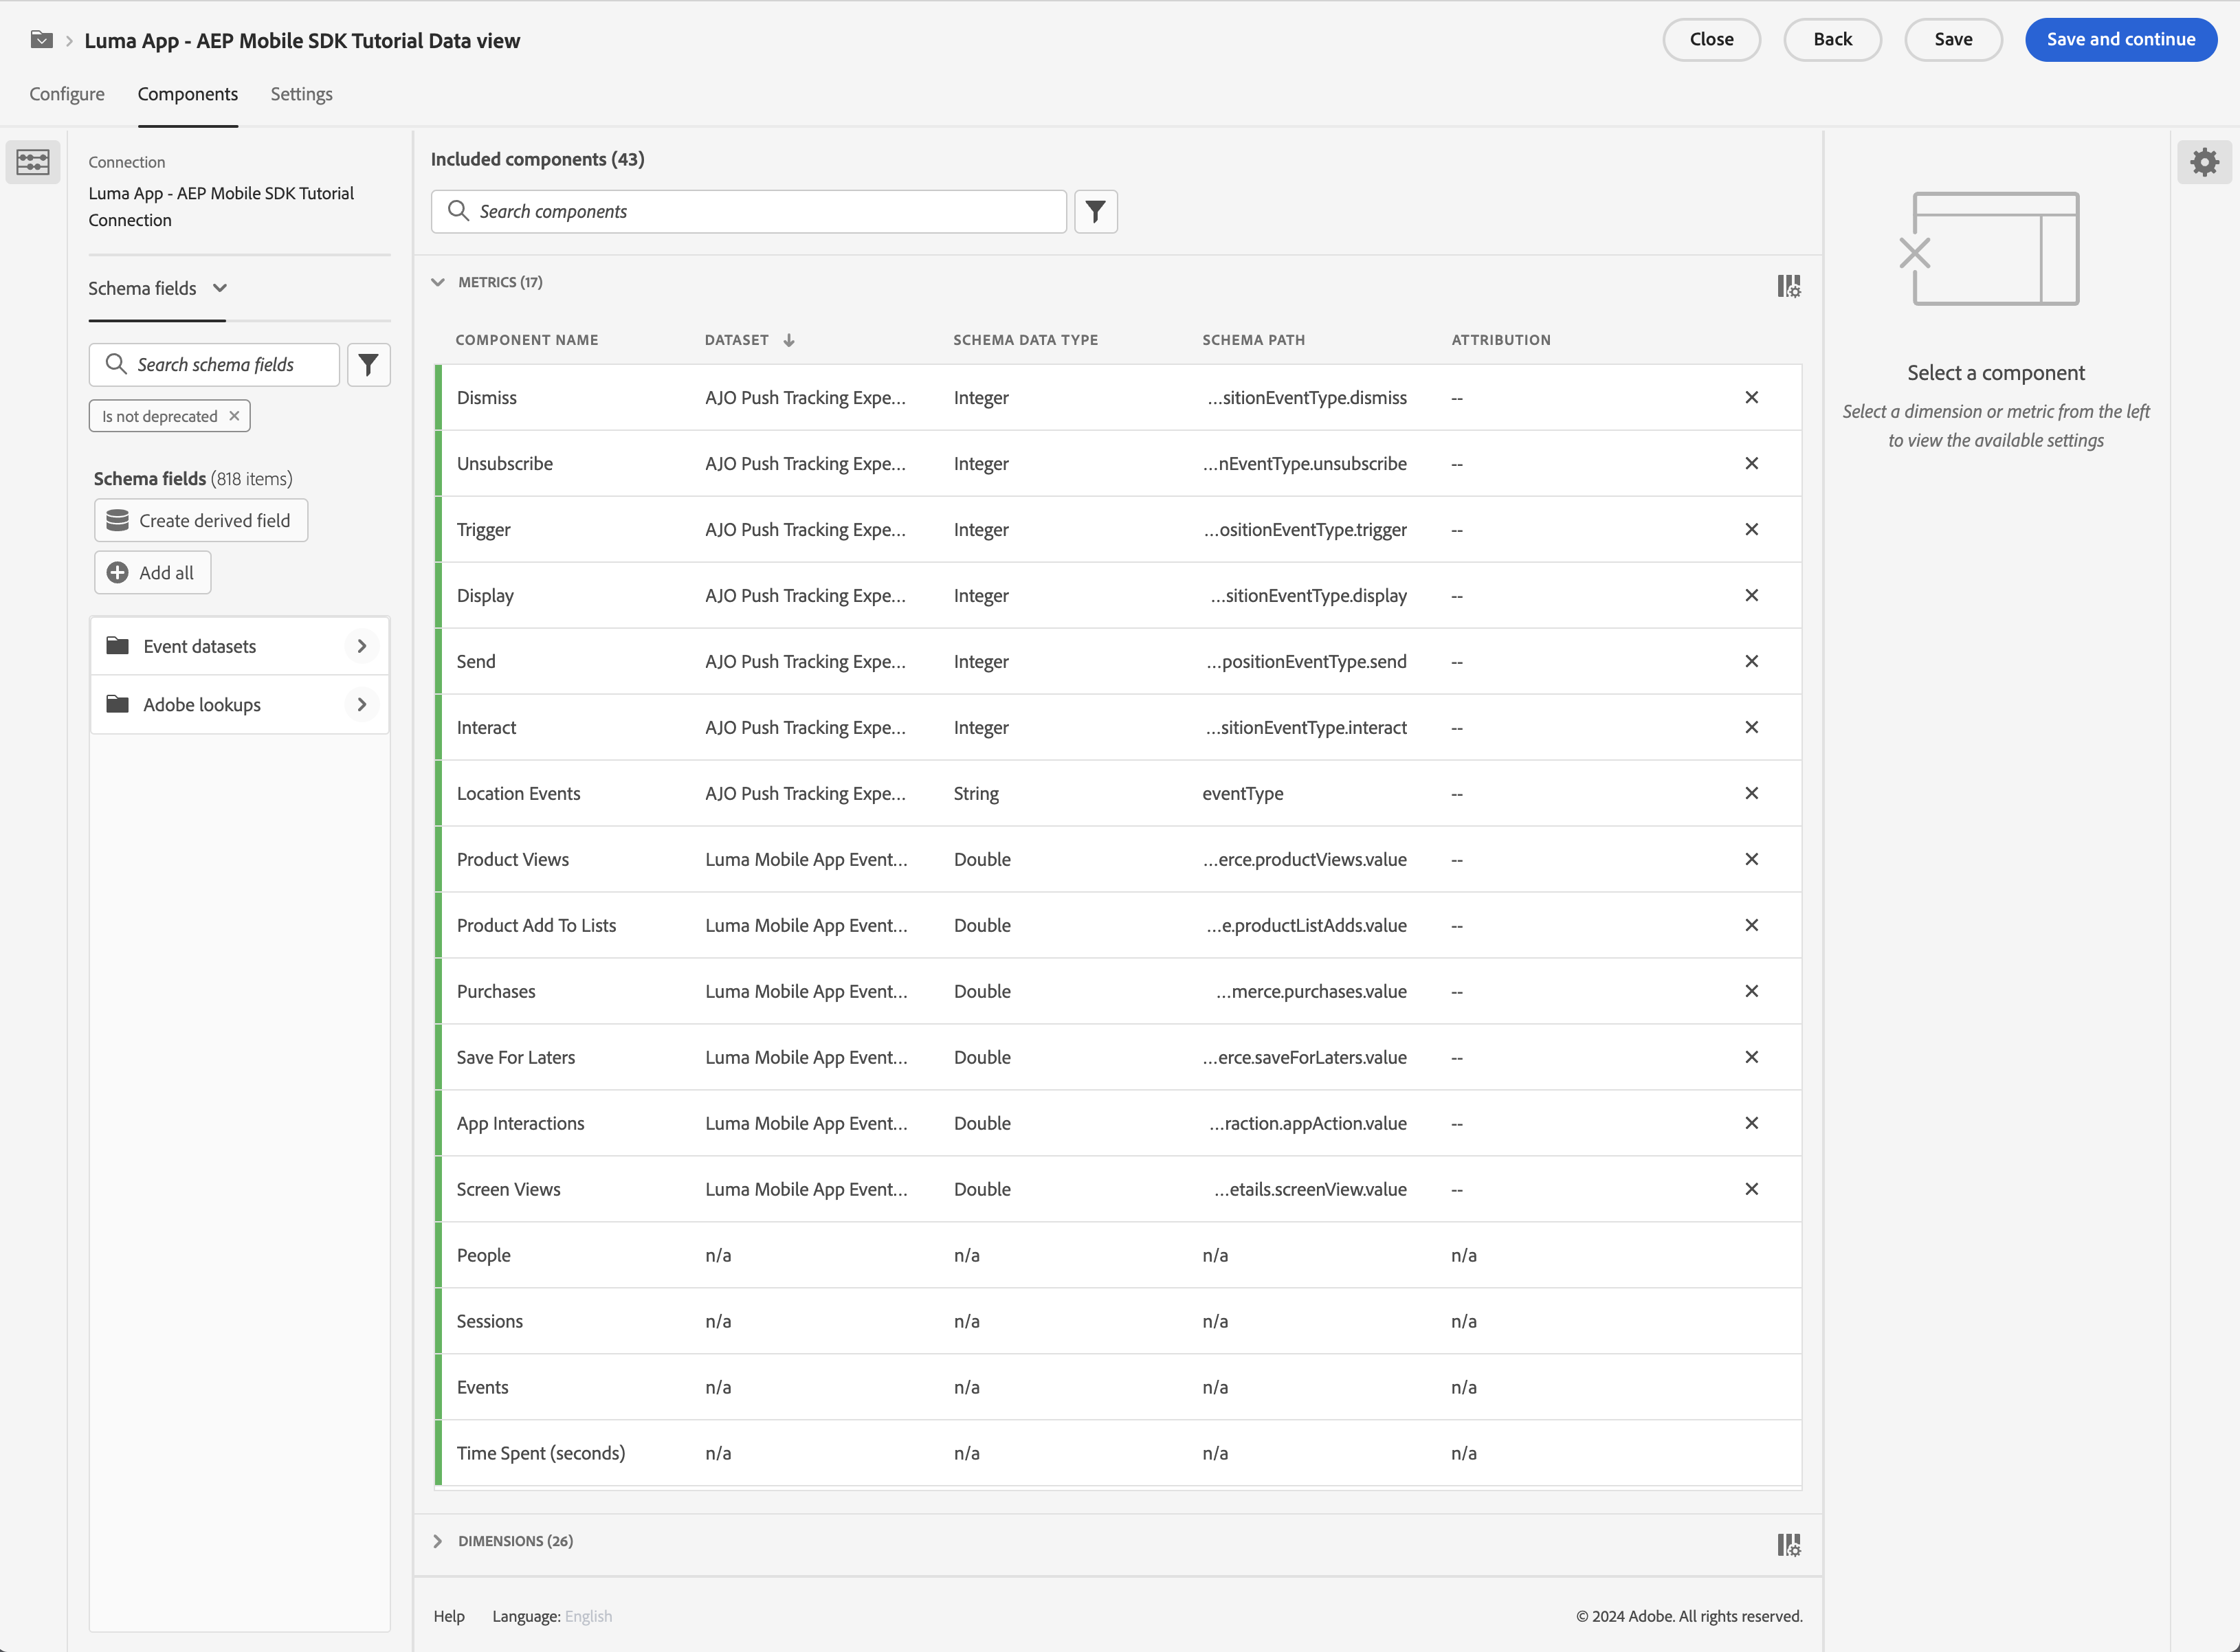 Luma App - AEP Mobile SDK Tutorial Data view
Close
Back
Save
Save and continue
Configure
Components
Settings
Connection
Luma App - AEP Mobile SDK Tutorial
Connection
Schema fields
Search schema fields
Is not deprecated
Schema fields (818 items)
Create derived field
Add all
Event datasets
Adobe lookups
Included components (43)
Search components
METRICS (17)
COMPONENT NAME DATASET SCHEMA DATA TYPE SCHEMA PATH ATTRIBUTION
Dismiss AJO Push Tracking Expe... Integer ...sitionEventType.dismiss --
Unsubscribe AJO Push Tracking Expe... Integer ...nEventType.unsubscribe --
Trigger AJO Push Tracking Expe... Integer ...ositionEventType.trigger --
Display AJO Push Tracking Expe... Integer ...sitionEventType.display --
Send AJO Push Tracking Expe... Integer ...positionEventType.send --
Interact AJO Push Tracking Expe... Integer ...sitionEventType.interact --
Location Events AJO Push Tracking Expe... String eventType --
Product Views Luma Mobile App Event... Double ...erce.productViews.value --
Product Add To Lists Luma Mobile App Event... Double ...e.productListAdds.value --
Purchases Luma Mobile App Event... Double ...merce.purchases.value --
Save For Laters Luma Mobile App Event... Double ...erce.saveForLaters.value --
App Interactions Luma Mobile App Event... Double ...raction.appAction.value --
Screen Views Luma Mobile App Event... Double ...etails.screenView.value --
People n/a n/a n/a n/a
Sessions n/a n/a n/a n/a
Events n/a n/a n/a n/a
Time Spent (seconds) n/a n/a n/a n/a
DIMENSIONS (26)
Help Language: English
© 2024 Adobe. All rights reserved.
Select a component
Select a dimension or metric from the left
to view the available settings